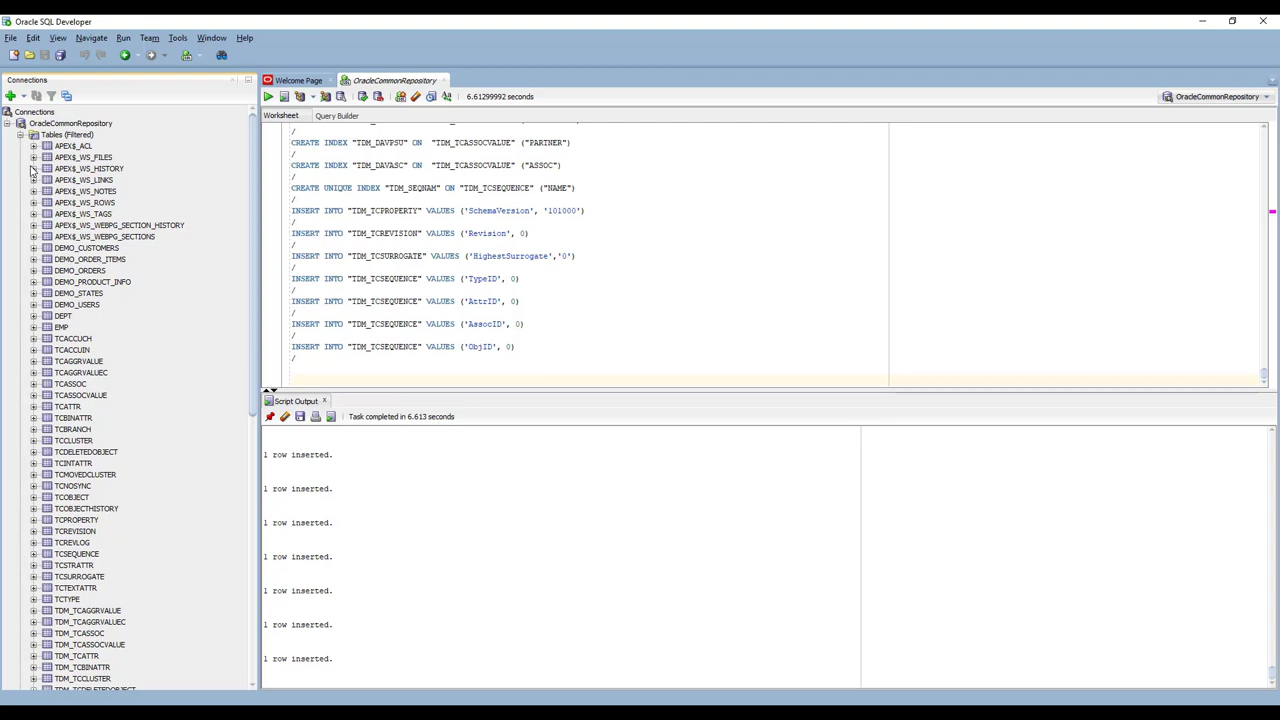 Oracle SQL Developer
File Edit View Navigate Run Team Tools Window Help
Connections
Connections
OracleCommonRepository
Tables (Filtered)
APEX$_ACL
APEX$_WS_FILES
APEX$_WS_HISTORY
APEX$_WS_LINKS
APEX$_WS_NOTES
APEX$_WS_ROWS
APEX$_WS_TAGS
APEX$_WS_WEBPG_SECTION_HISTORY
APEX$_WS_WEBPG_SECTIONS
DEMO_CUSTOMERS
DEMO_ORDER_ITEMS
DEMO_ORDERS
DEMO_PRODUCT_INFO
DEMO_STATES
DEMO_USERS
DEPT
EMP
TCACCUCH
TCACCUIN
TCAGGRVALUE
TCAGGRVALUEC
TCASSOC
TCASSOCVALUE
TCATTR
TCBINATTR
TCBRANCH
TCCLUSTER
TCDELETEDOBJECT
TCINTATTR
TCMOVEDCLUSTER
TCNOSYNC
TCOBJECT
TCOBJECTHISTORY
TCPROPERTY
TCREVISION
TCREVLOG
TCSEQUENCE
TCSTRATTR
TCSURROGATE
TCTEXTATTR
TCTYPE
TDM_TCAGGRVALUE
TDM_TCAGGRVALUEC
TDM_TCASSOC
TDM_TCASSOCVALUE
TDM_TCATTR
TDM_TCBINATTR
TDM_TCCLUSTER
TDM_TCDELETEDOBJECT
Welcome Page OracleCommonRepository
6.61299992 seconds OracleCommonRepository
Worksheet Query Builder
/
CREATE INDEX "TDM_DAVPSU" ON "TDM_TCASSOCVALUE" ("PARTNER")
/
CREATE INDEX "TDM_DAVASC" ON "TDM_TCASSOCVALUE" ("ASSOC")
/
CREATE UNIQUE INDEX "TDM_SEQNAM" ON "TDM_TCSEQUENCE" ("NAME")
/
INSERT INTO "TDM_TCPROPERTY" VALUES ('SchemaVersion', '101000')
/
INSERT INTO "TDM_TCREVISION" VALUES ('Revision', 0)
/
INSERT INTO "TDM_TCSURROGATE" VALUES ('HighestSurrogate','0')
/
INSERT INTO "TDM_TCSEQUENCE" VALUES ('TypeID', 0)
/
INSERT INTO "TDM_TCSEQUENCE" VALUES ('AttrID', 0)
/
INSERT INTO "TDM_TCSEQUENCE" VALUES ('AssocID', 0)
/
INSERT INTO "TDM_TCSEQUENCE" VALUES ('ObjID', 0)
/
Script Output x
Task completed in 6.613 seconds
1 row inserted.
1 row inserted.
1 row inserted.
1 row inserted.
1 row inserted.
1 row inserted.
1 row inserted.